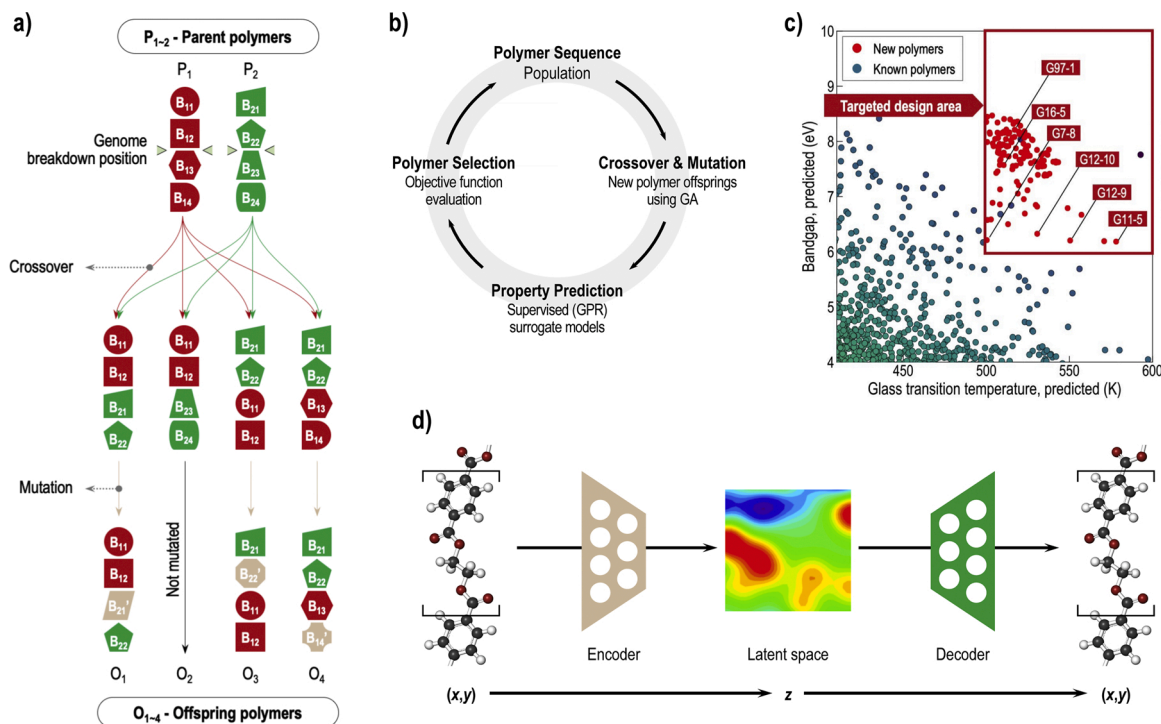 a)
P1~2 - Parent polymers
P1 P2
B11 B21
B12 B22
B13 B23
B14 B24
Genome
breakdown position
Crossover
B11 B11 B21 B21
B12 B12 B22 B22
B21 B23 B11 B13
B22 B24 B12 B14
Mutation
Not mutated
B11 B21 B21
B12 B22' B22
B21' B11 B13
B22 B12 B14'
O1 O2 O3 O4
O1~4 - Offspring polymers
b)
Polymer Sequence
Population
Crossover & Mutation
New polymer offsprings
using GA
Property Prediction
Supervised (GPR)
surrogate models
Polymer Selection
Objective function
evaluation
c)
Bandgap, predicted (eV)
10
9
8
7
6
5
4
New polymers
Known polymers
Targeted design area
G97-1
G16-5
G7-8
G12-10
G12-9
G11-5
450 500 550 600
Glass transition temperature, predicted (K)
d)
Encoder Latent space Decoder
(x,y) z (x,y)